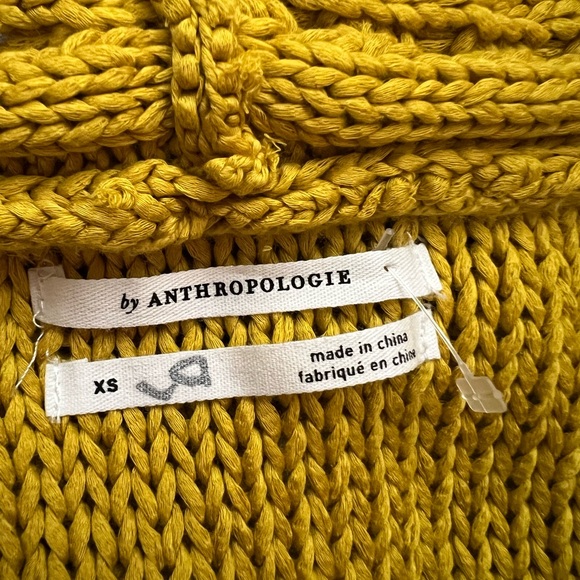 by ANTHROPOLOGIE
XS
made in china
fabriqué en chine